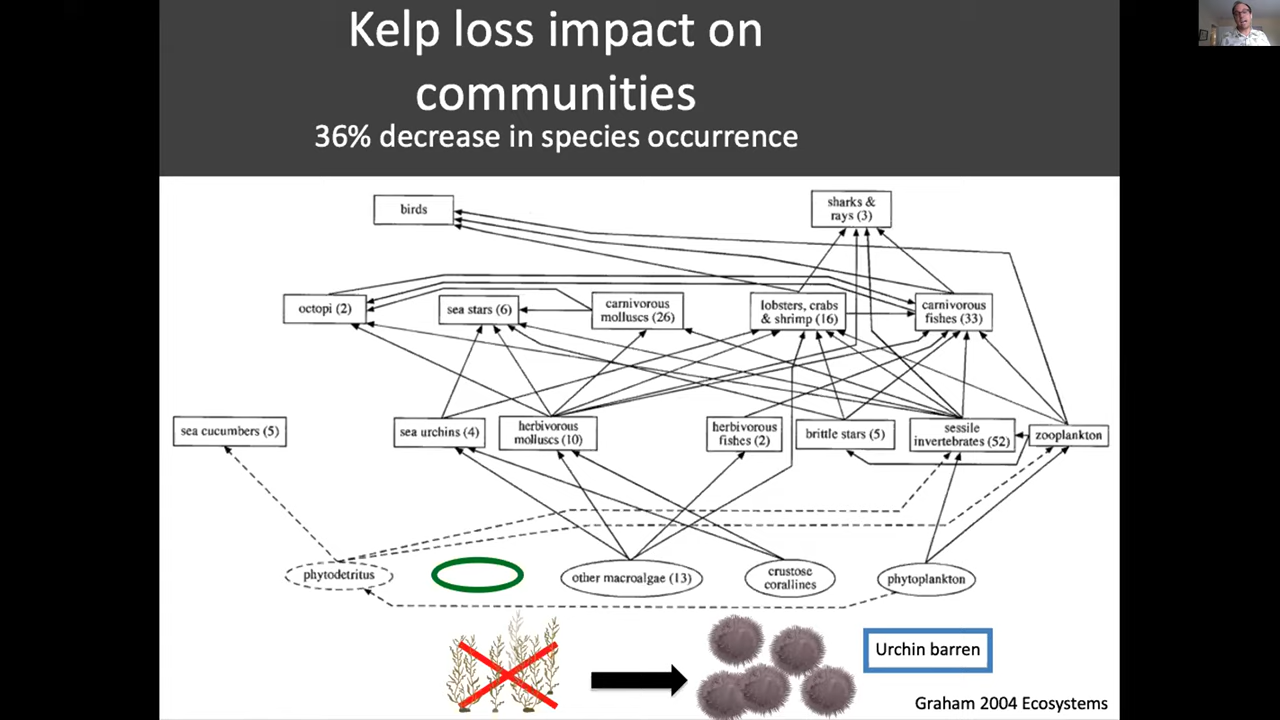 Kelp loss impact on
communities
36% decrease in species occurrence
birds
sharks &
rays (3)
octopi (2)
sea stars (6)
carnivorous
molluscs (26)
lobsters, crabs
& shrimp (16)
carnivorous
fishes (33)
sea cucumbers (5)
sea urchins (4)
herbivorous
molluscs (10)
herbivorous
fishes (2)
brittle stars (5)
sessile
invertebrates (52)
zooplankton
phytodetritus
other macroalgae (13)
crustose
corallines
phytoplankton
Urchin barren
Graham 2004 Ecosystems